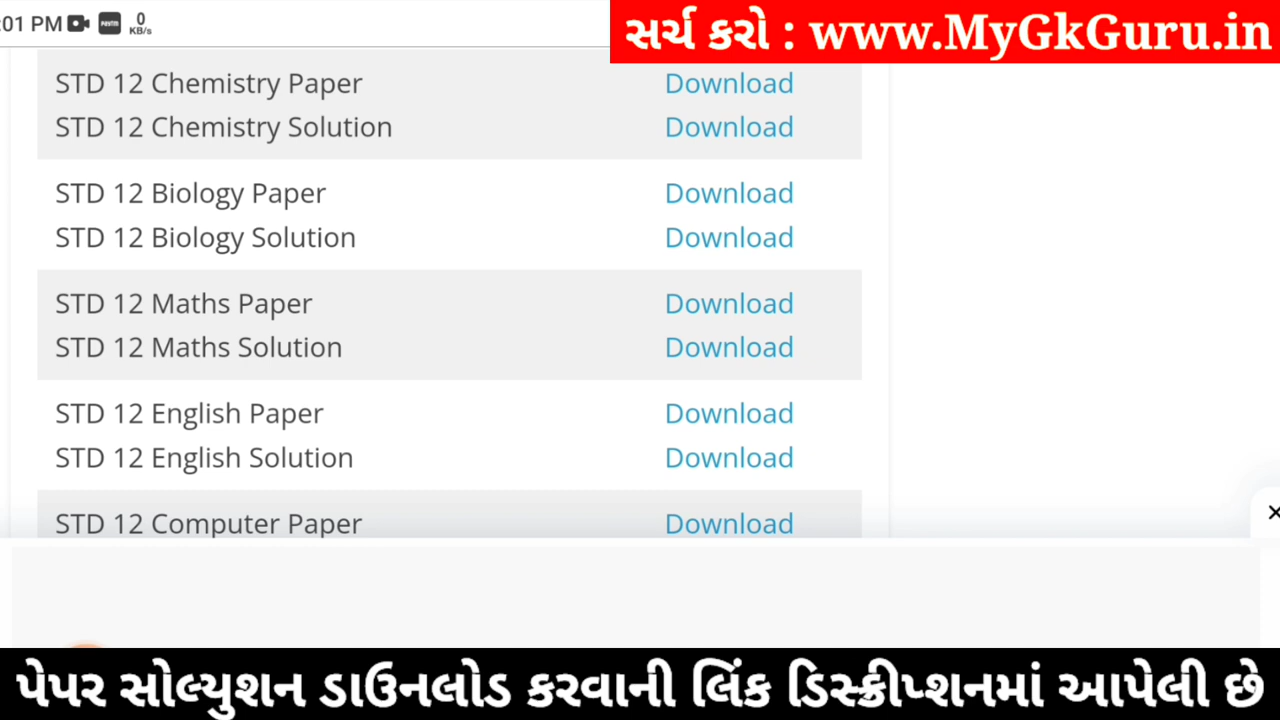 :01 PM paytm 0 KB/s
સર્ચ કરો : www.MyGkGuru.in
STD 12 Chemistry Paper Download
STD 12 Chemistry Solution Download
STD 12 Biology Paper Download
STD 12 Biology Solution Download
STD 12 Maths Paper Download
STD 12 Maths Solution Download
STD 12 English Paper Download
STD 12 English Solution Download
STD 12 Computer Paper Download
×
પેપર સોલ્યુશન ડાઉનલોડ કરવાની લિંક ડિસ્ક્રીપ્શનમાં આપેલી છે